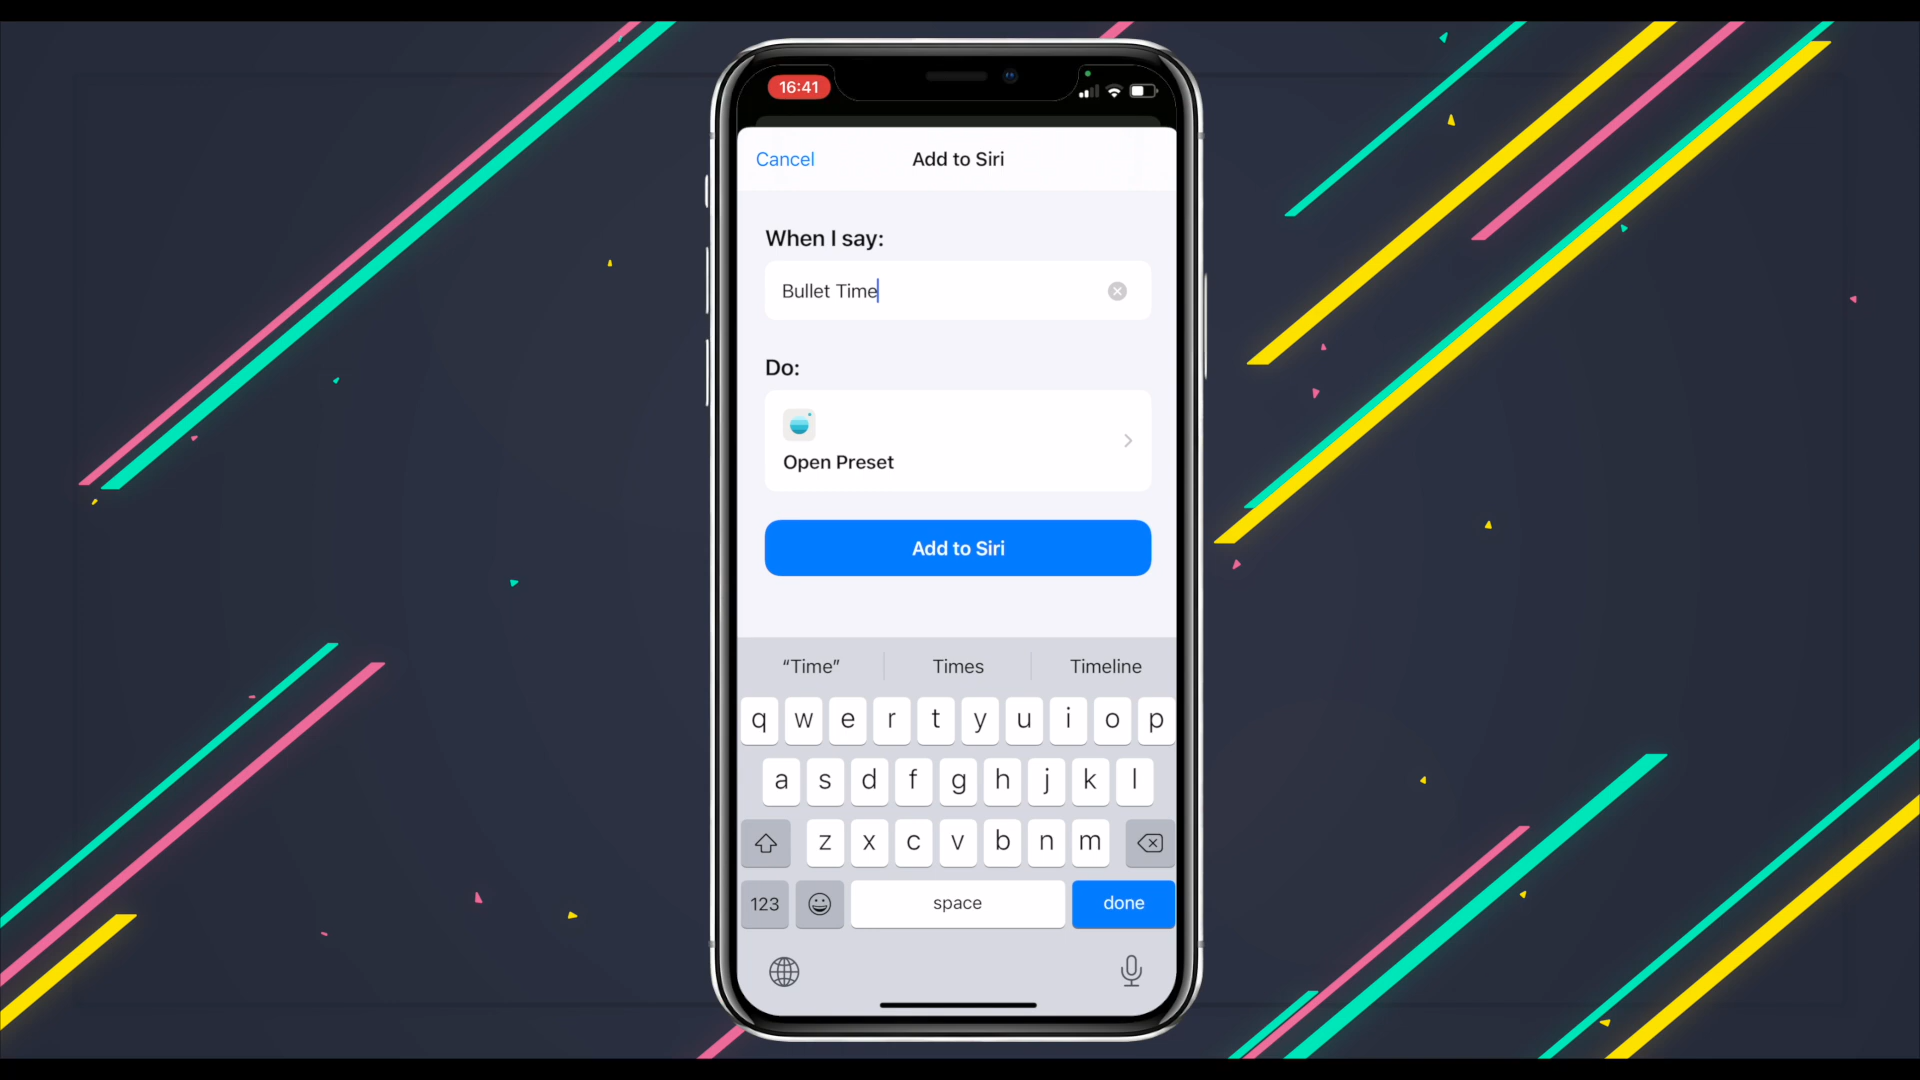 16:41
Cancel
Add to Siri
When I say:
Bullet Time
Do:
Open Preset
Add to Siri
“Time” Times Timeline
q w e r t y u i o p
a s d f g h j k l
z x c v b n m
123 space done